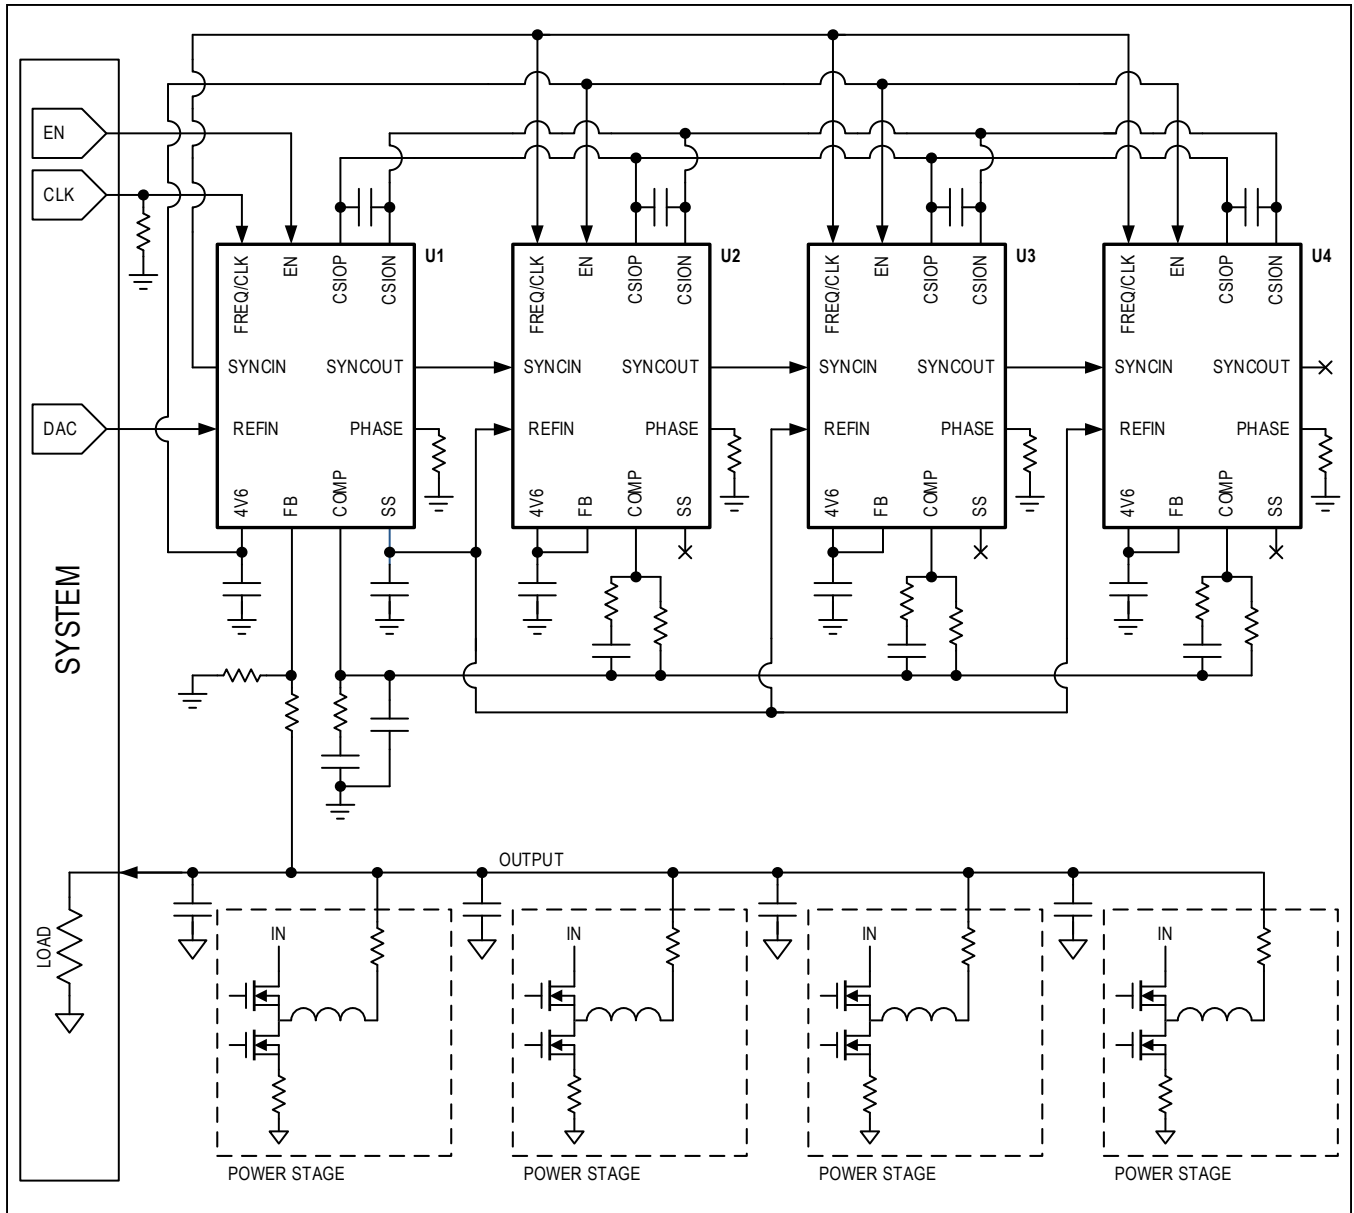 SYSTEM
EN
CLK
DAC
LOAD
U1
FREQ/CLK
EN
CSIOP
CSION
SYNCIN
SYNCOUT
REFIN
PHASE
4V6
FB
COMP
SS
U2
FREQ/CLK
EN
CSIOP
CSION
SYNCIN
SYNCOUT
REFIN
PHASE
4V6
FB
COMP
SS
U3
FREQ/CLK
EN
CSIOP
CSION
SYNCIN
SYNCOUT
REFIN
PHASE
4V6
FB
COMP
SS
U4
FREQ/CLK
EN
CSIOP
CSION
SYNCIN
SYNCOUT
REFIN
PHASE
4V6
FB
COMP
SS
OUTPUT
IN
IN
IN
IN
POWER STAGE
POWER STAGE
POWER STAGE
POWER STAGE